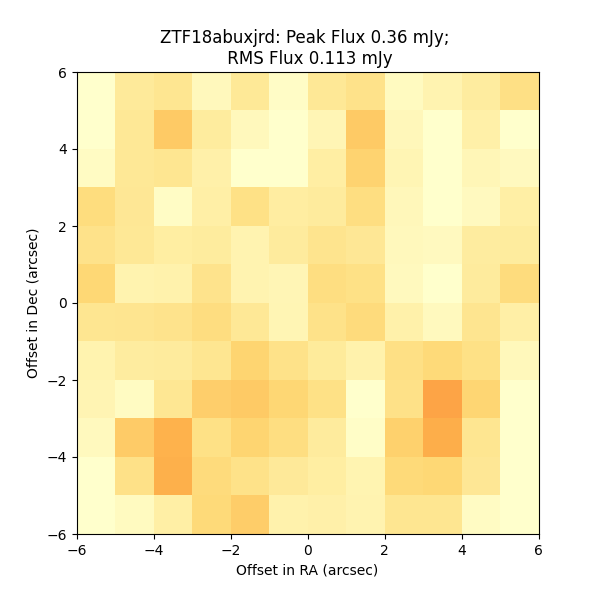 ZTF18abuxjrd: Peak Flux 0.36 mJy;
RMS Flux 0.113 mJy
6
4
2
0
−2
−4
−6
Offset in Dec (arcsec)
−6 −4 −2 0 2 4 6
Offset in RA (arcsec)